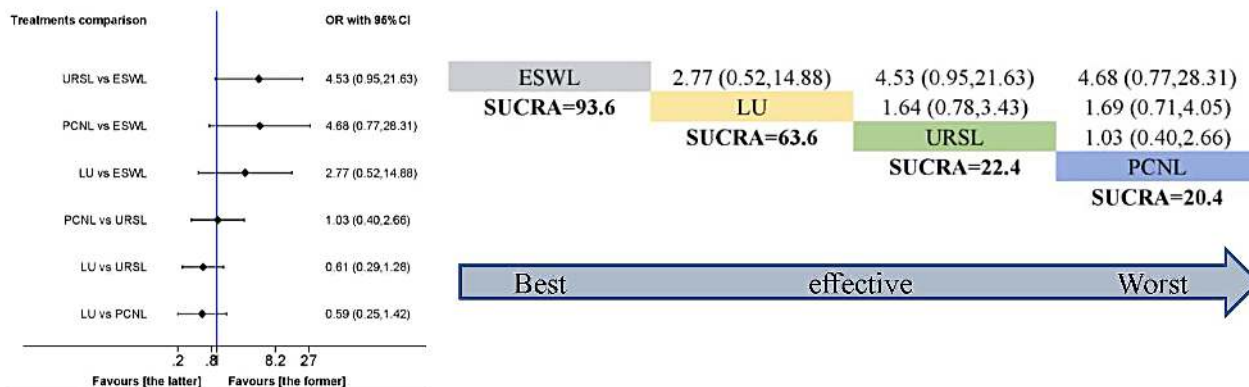 Treatments comparison OR with 95%CI
URSL vs ESWL 4.53 (0.95,21.63)
PCNL vs ESWL 4.68 (0.77,28.31)
LU vs ESWL 2.77 (0.52,14.88)
PCNL vs URSL 1.03 (0.40,2.66)
LU vs URSL 0.61 (0.29,1.28)
LU vs PCNL 0.59 (0.25,1.42)
.2 .8 8.2 27
Favours [the latter] Favours [the former]
ESWL 2.77 (0.52,14.88) 4.53 (0.95,21.63) 4.68 (0.77,28.31)
SUCRA=93.6 LU 1.64 (0.78,3.43) 1.69 (0.71,4.05)
SUCRA=63.6 URSL 1.03 (0.40,2.66)
SUCRA=22.4 PCNL
SUCRA=20.4
Best effective Worst